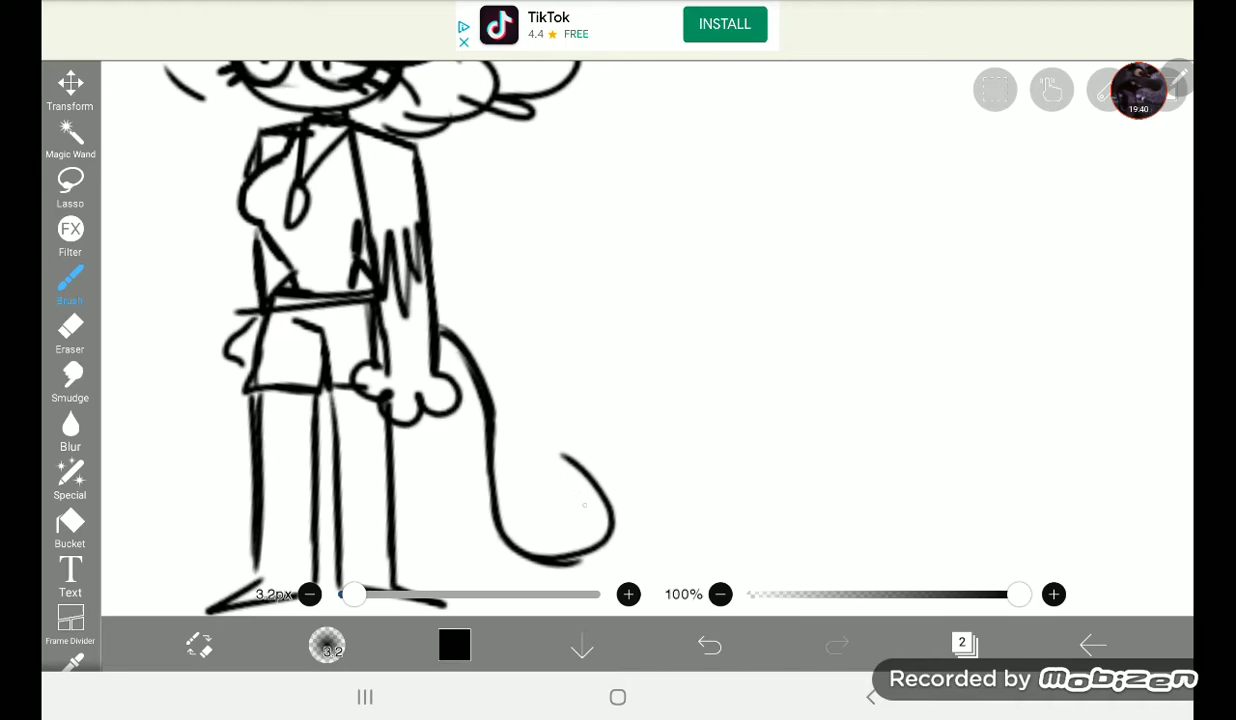 TikTok
4.4 ★ FREE
INSTALL
Transform
19:40
Magic Wand
Lasso
FX
Filter
Brush
Eraser
Smudge
Blur
Special
Bucket
T
Text
3.2px
100%
Frame Divider
3.2
2
Recorded by mobizen